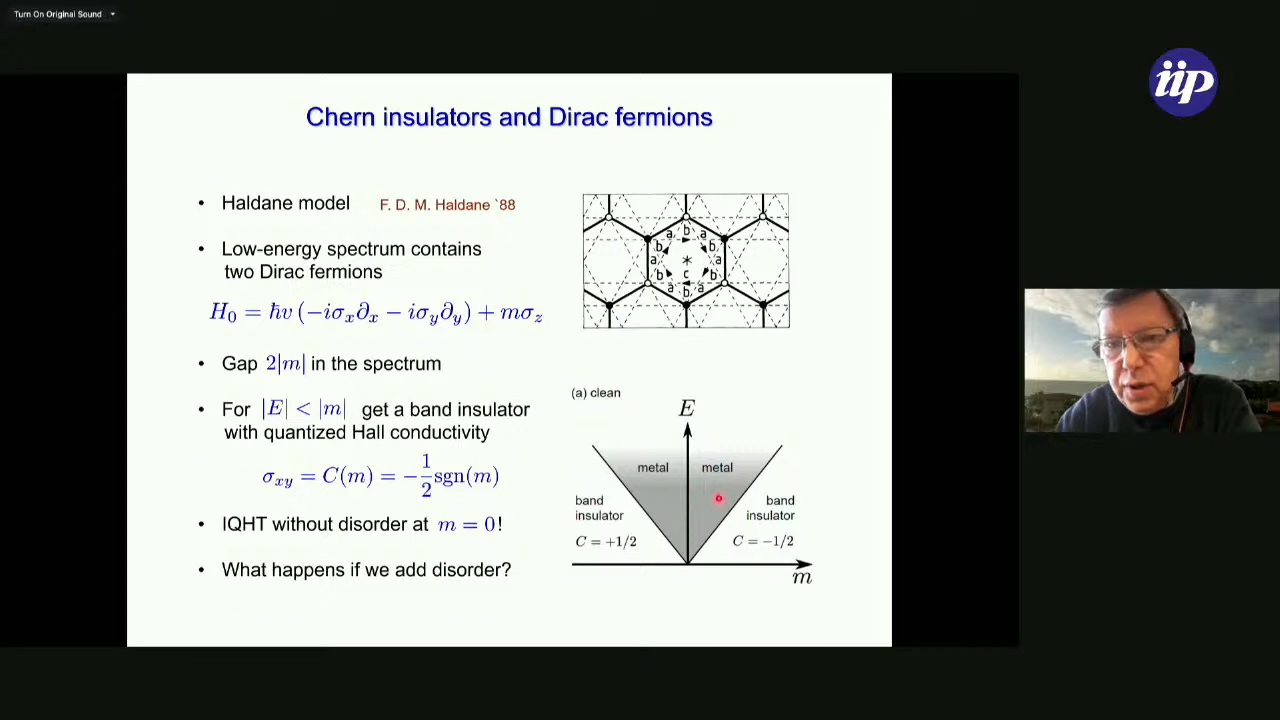 Turn On Original Sound
iip
Chern insulators and Dirac fermions
• Haldane model F. D. M. Haldane `88
• Low-energy spectrum contains
two Dirac fermions
H₀ = ℏv (−iσₓ∂ₓ − iσ_y∂_y) + mσ_z
• Gap 2|m| in the spectrum
• For |E| < |m| get a band insulator
with quantized Hall conductivity
σ_xy = C(m) = −1/2 sgn(m)
• IQHT without disorder at m = 0!
• What happens if we add disorder?
a b a
b b
a a
b c b
a b a
(a) clean
E
metal metal
band band
insulator insulator
C = +1/2 C = −1/2
m